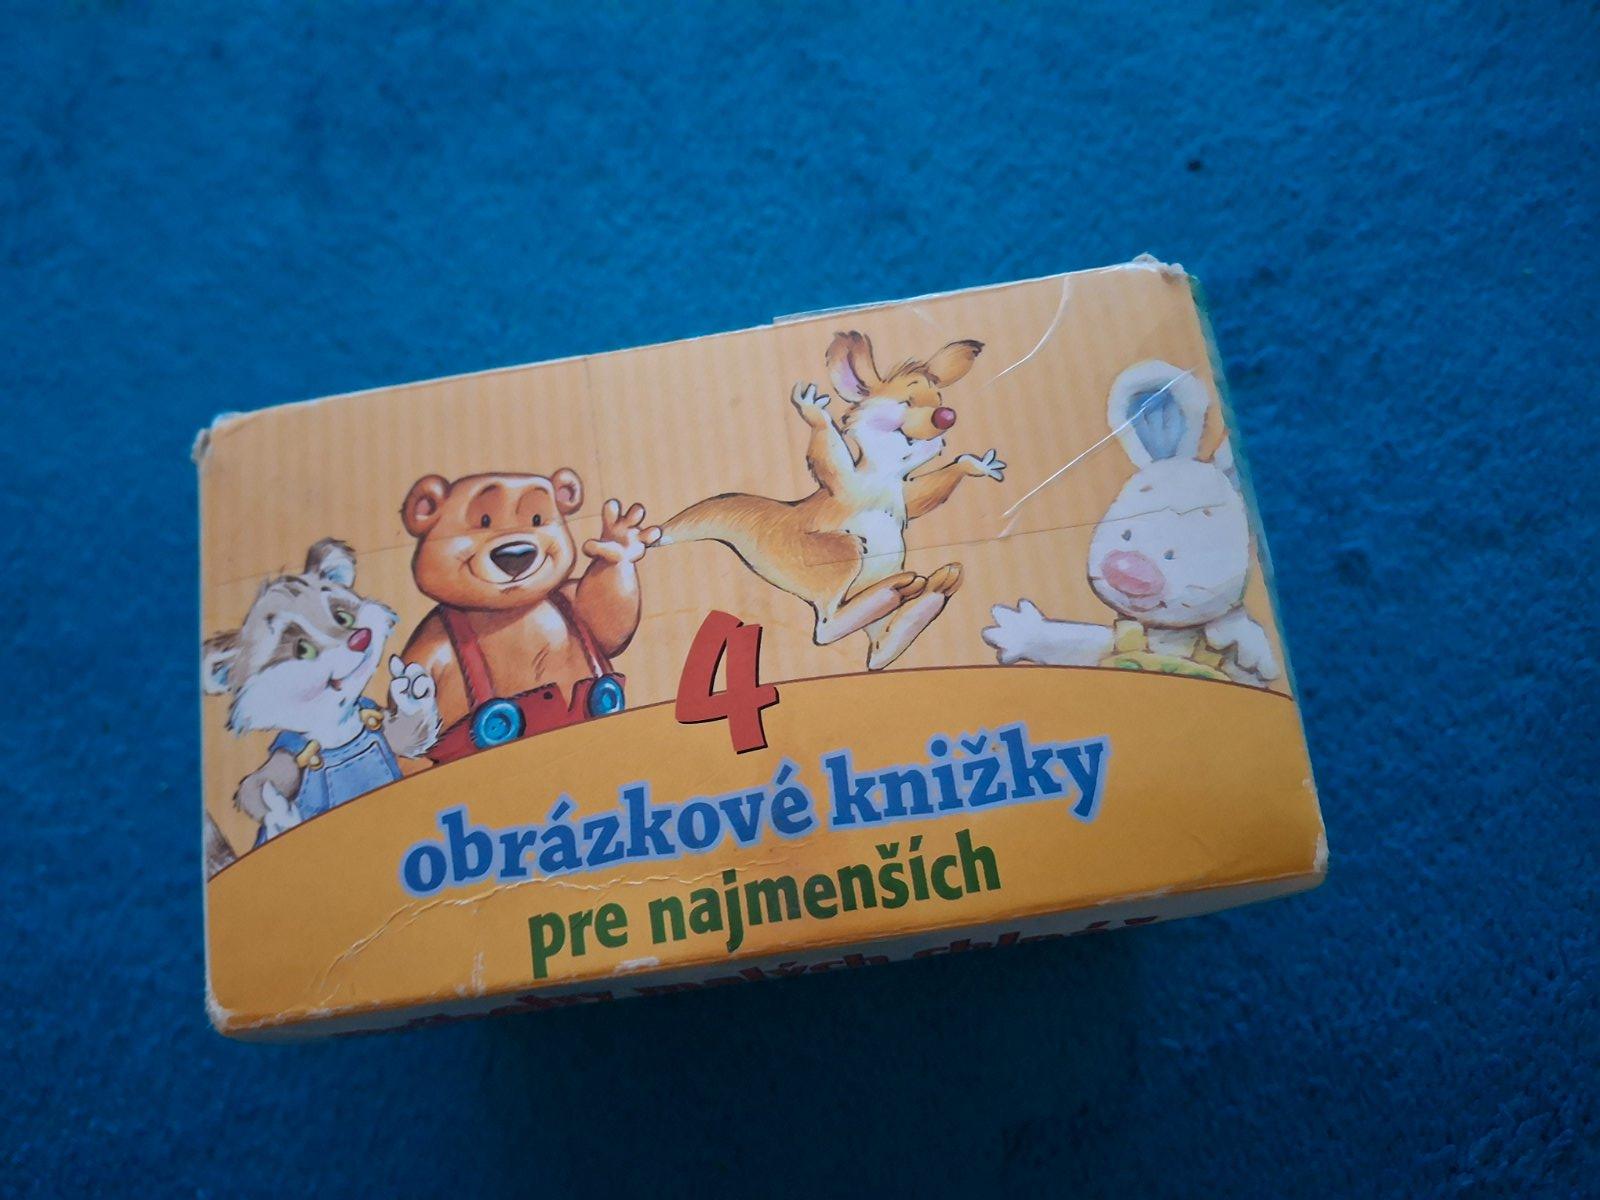 4
obrázkové knižky
pre najmenších